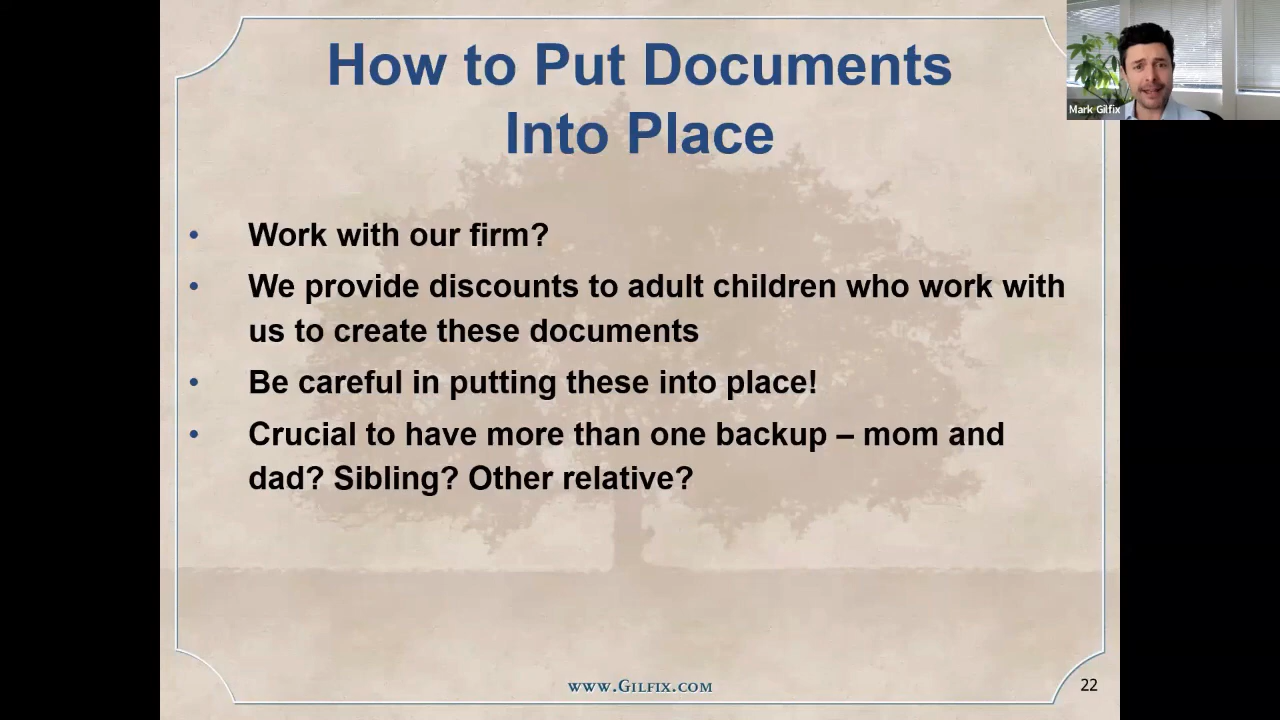 How to Put Documents
Into Place
Mark Gilfix
• Work with our firm?
• We provide discounts to adult children who work with
us to create these documents
• Be careful in putting these into place!
• Crucial to have more than one backup – mom and
dad? Sibling? Other relative?
www.Gilfix.com
22